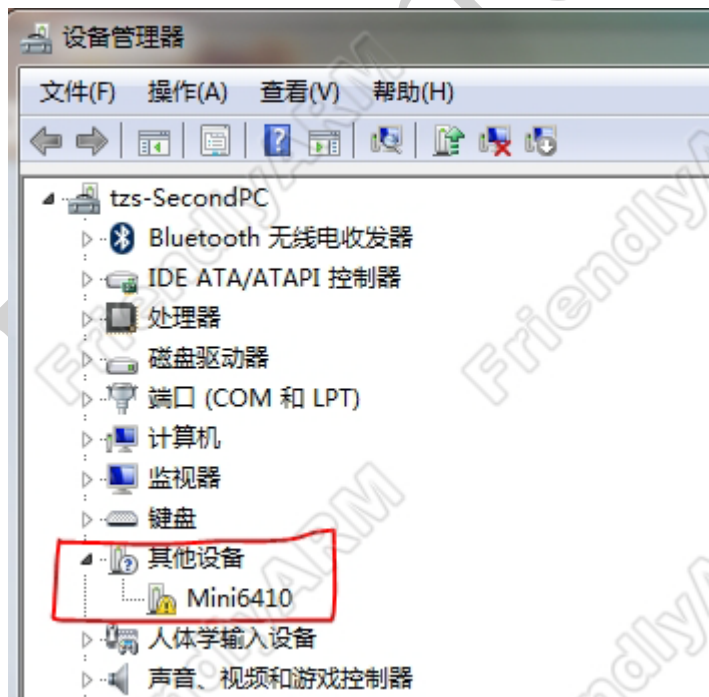 设备管理器
文件(F) 操作(A) 查看(V) 帮助(H)
tzs-SecondPC
Bluetooth 无线电收发器
IDE ATA/ATAPI 控制器
处理器
磁盘驱动器
端口 (COM 和 LPT)
计算机
监视器
键盘
其他设备
Mini6410
人体学输入设备
声音、视频和游戏控制器
FriendlyARM
FriendlyARM